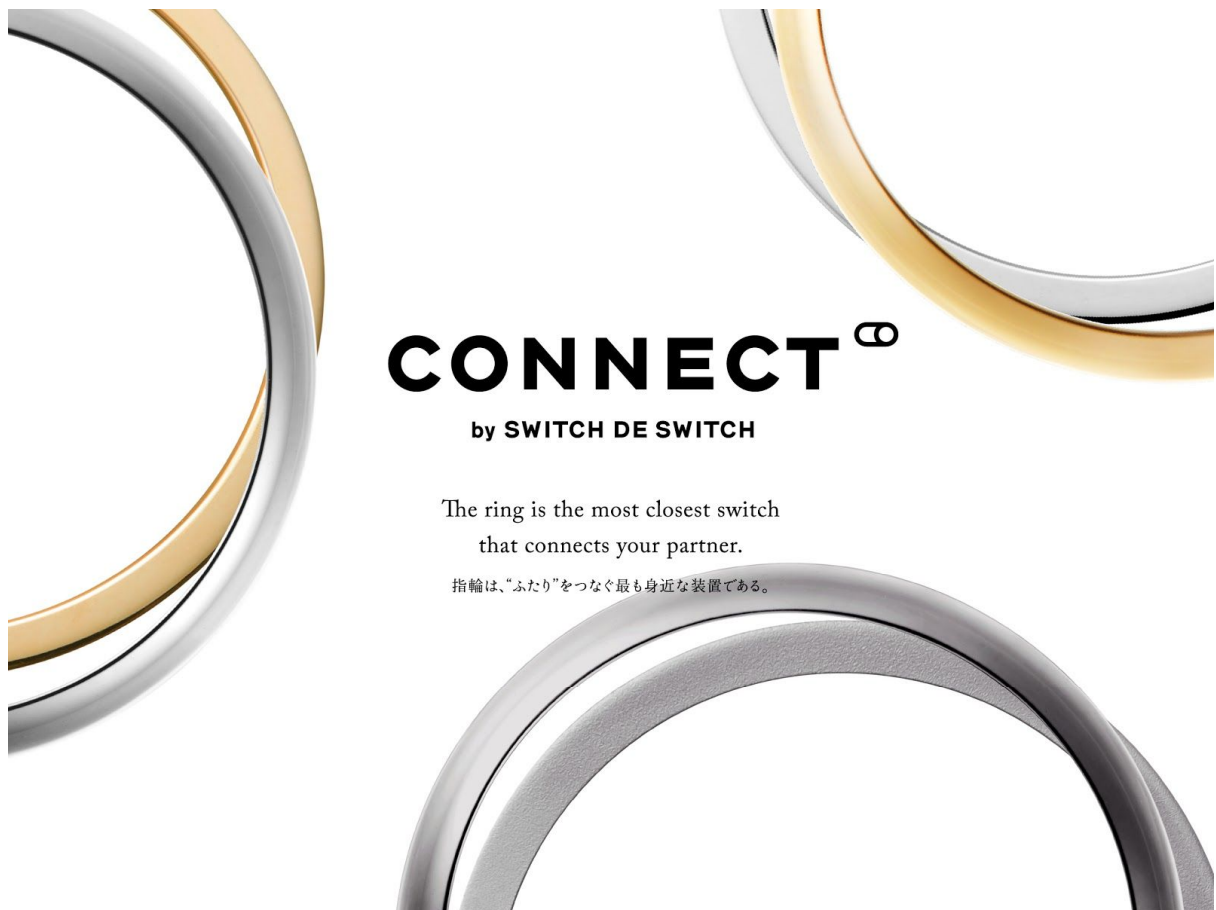 CONNECT
by SWITCH DE SWITCH
The ring is the most closest switch
that connects your partner.
指輪は、“ふたり”をつなぐ最も身近な装置である。